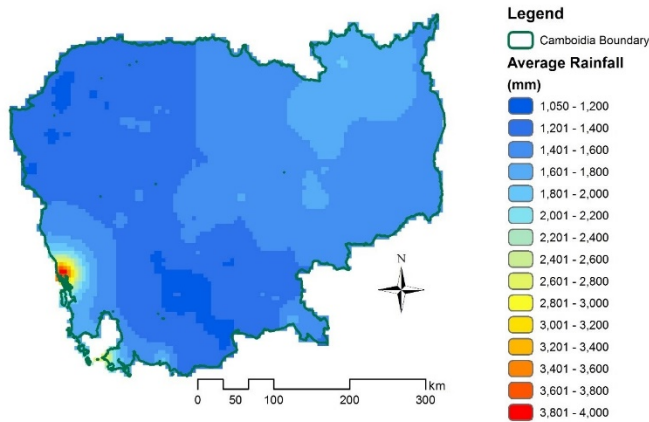 Legend
Camboidia Boundary
Average Rainfall
(mm)
1,050 - 1,200
1,201 - 1,400
1,401 - 1,600
1,601 - 1,800
1,801 - 2,000
2,001 - 2,200
2,201 - 2,400
2,401 - 2,600
2,601 - 2,800
2,801 - 3,000
3,001 - 3,200
3,201 - 3,400
3,401 - 3,600
3,601 - 3,800
3,801 - 4,000
N
km
0 50 100 200 300